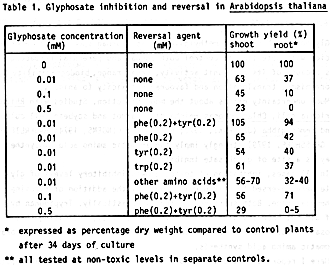 Table 1. Glyphosate inhibition and reversal in Arabidopsis thaliana
Glyphosate concentration Reversal agent Growth yield (%)
(mM) (mM) shoot root*
0 none 100 100
0.01 none 63 37
0.1 none 45 10
0.5 none 23 0
0.01 phe(0.2)+tyr(0.2) 105 94
0.01 phe(0.2) 65 42
0.01 tyr(0.2) 54 40
0.01 trp(0.2) 61 37
0.01 other amino acids** 56-70 32-40
0.1 phe(0.2)+tyr(0.2) 56 71
0.5 phe(0.2)+tyr(0.2) 29 0-5
* expressed as percentage dry weight compared to control plants
after 34 days of culture
** all tested at non-toxic levels in separate controls.